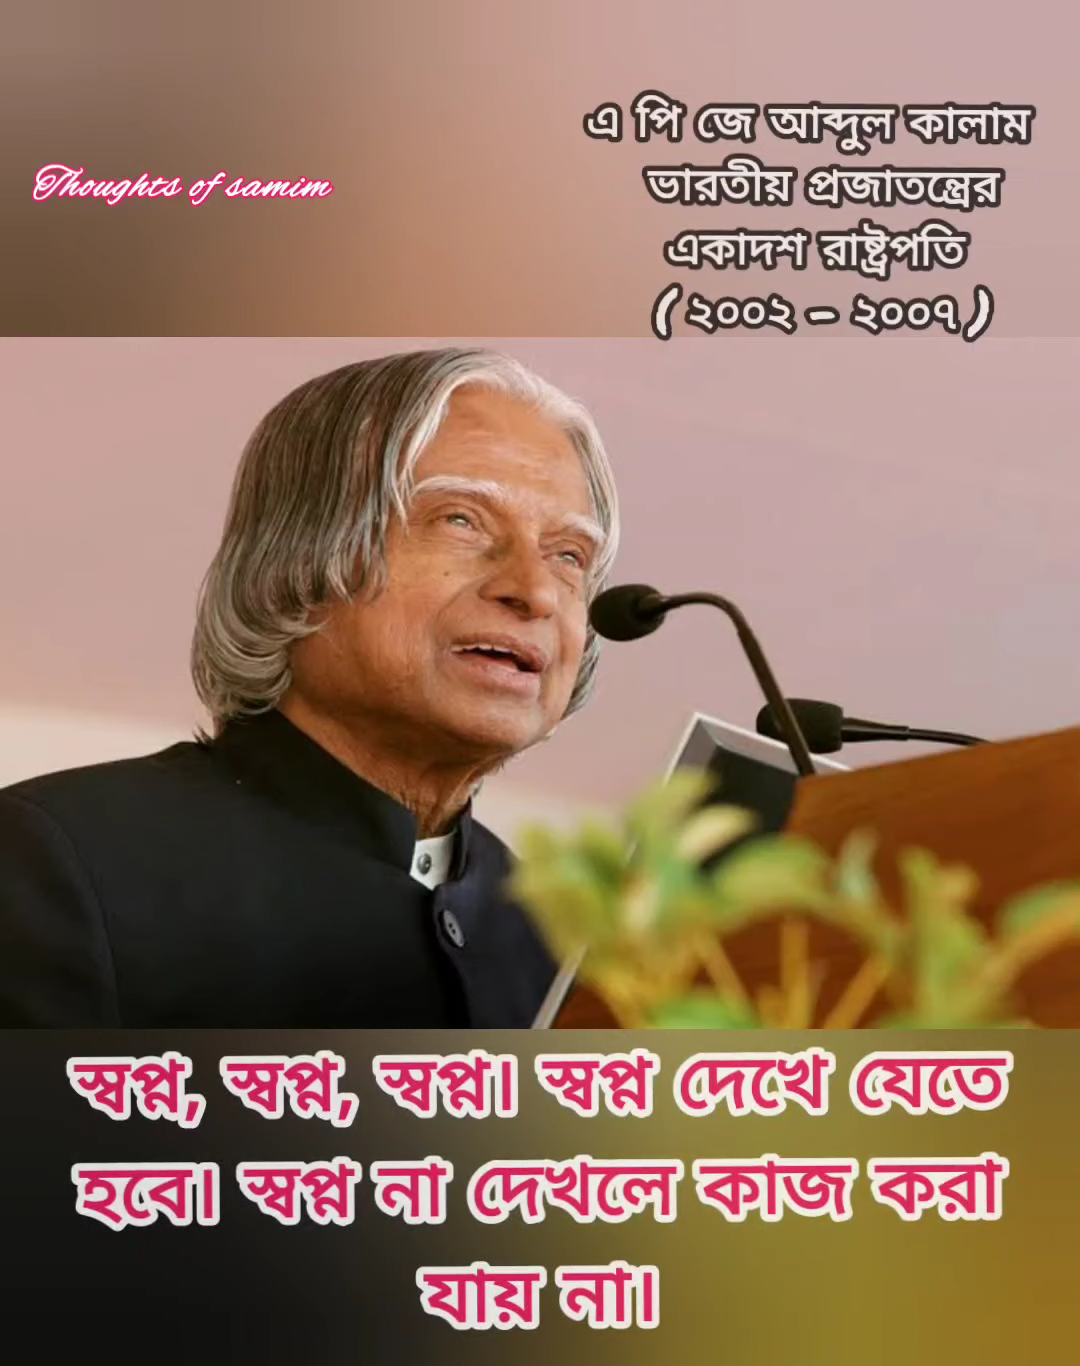 Thoughts of samim
এ পি জে আব্দুল কালাম
ভারতীয় প্রজাতন্ত্রের
একাদশ রাষ্ট্রপতি
( ২০০২ - ২০০৭ )
স্বপ্ন, স্বপ্ন, স্বপ্ন। স্বপ্ন দেখে যেতে
হবে। স্বপ্ন না দেখলে কাজ করা
যায় না।